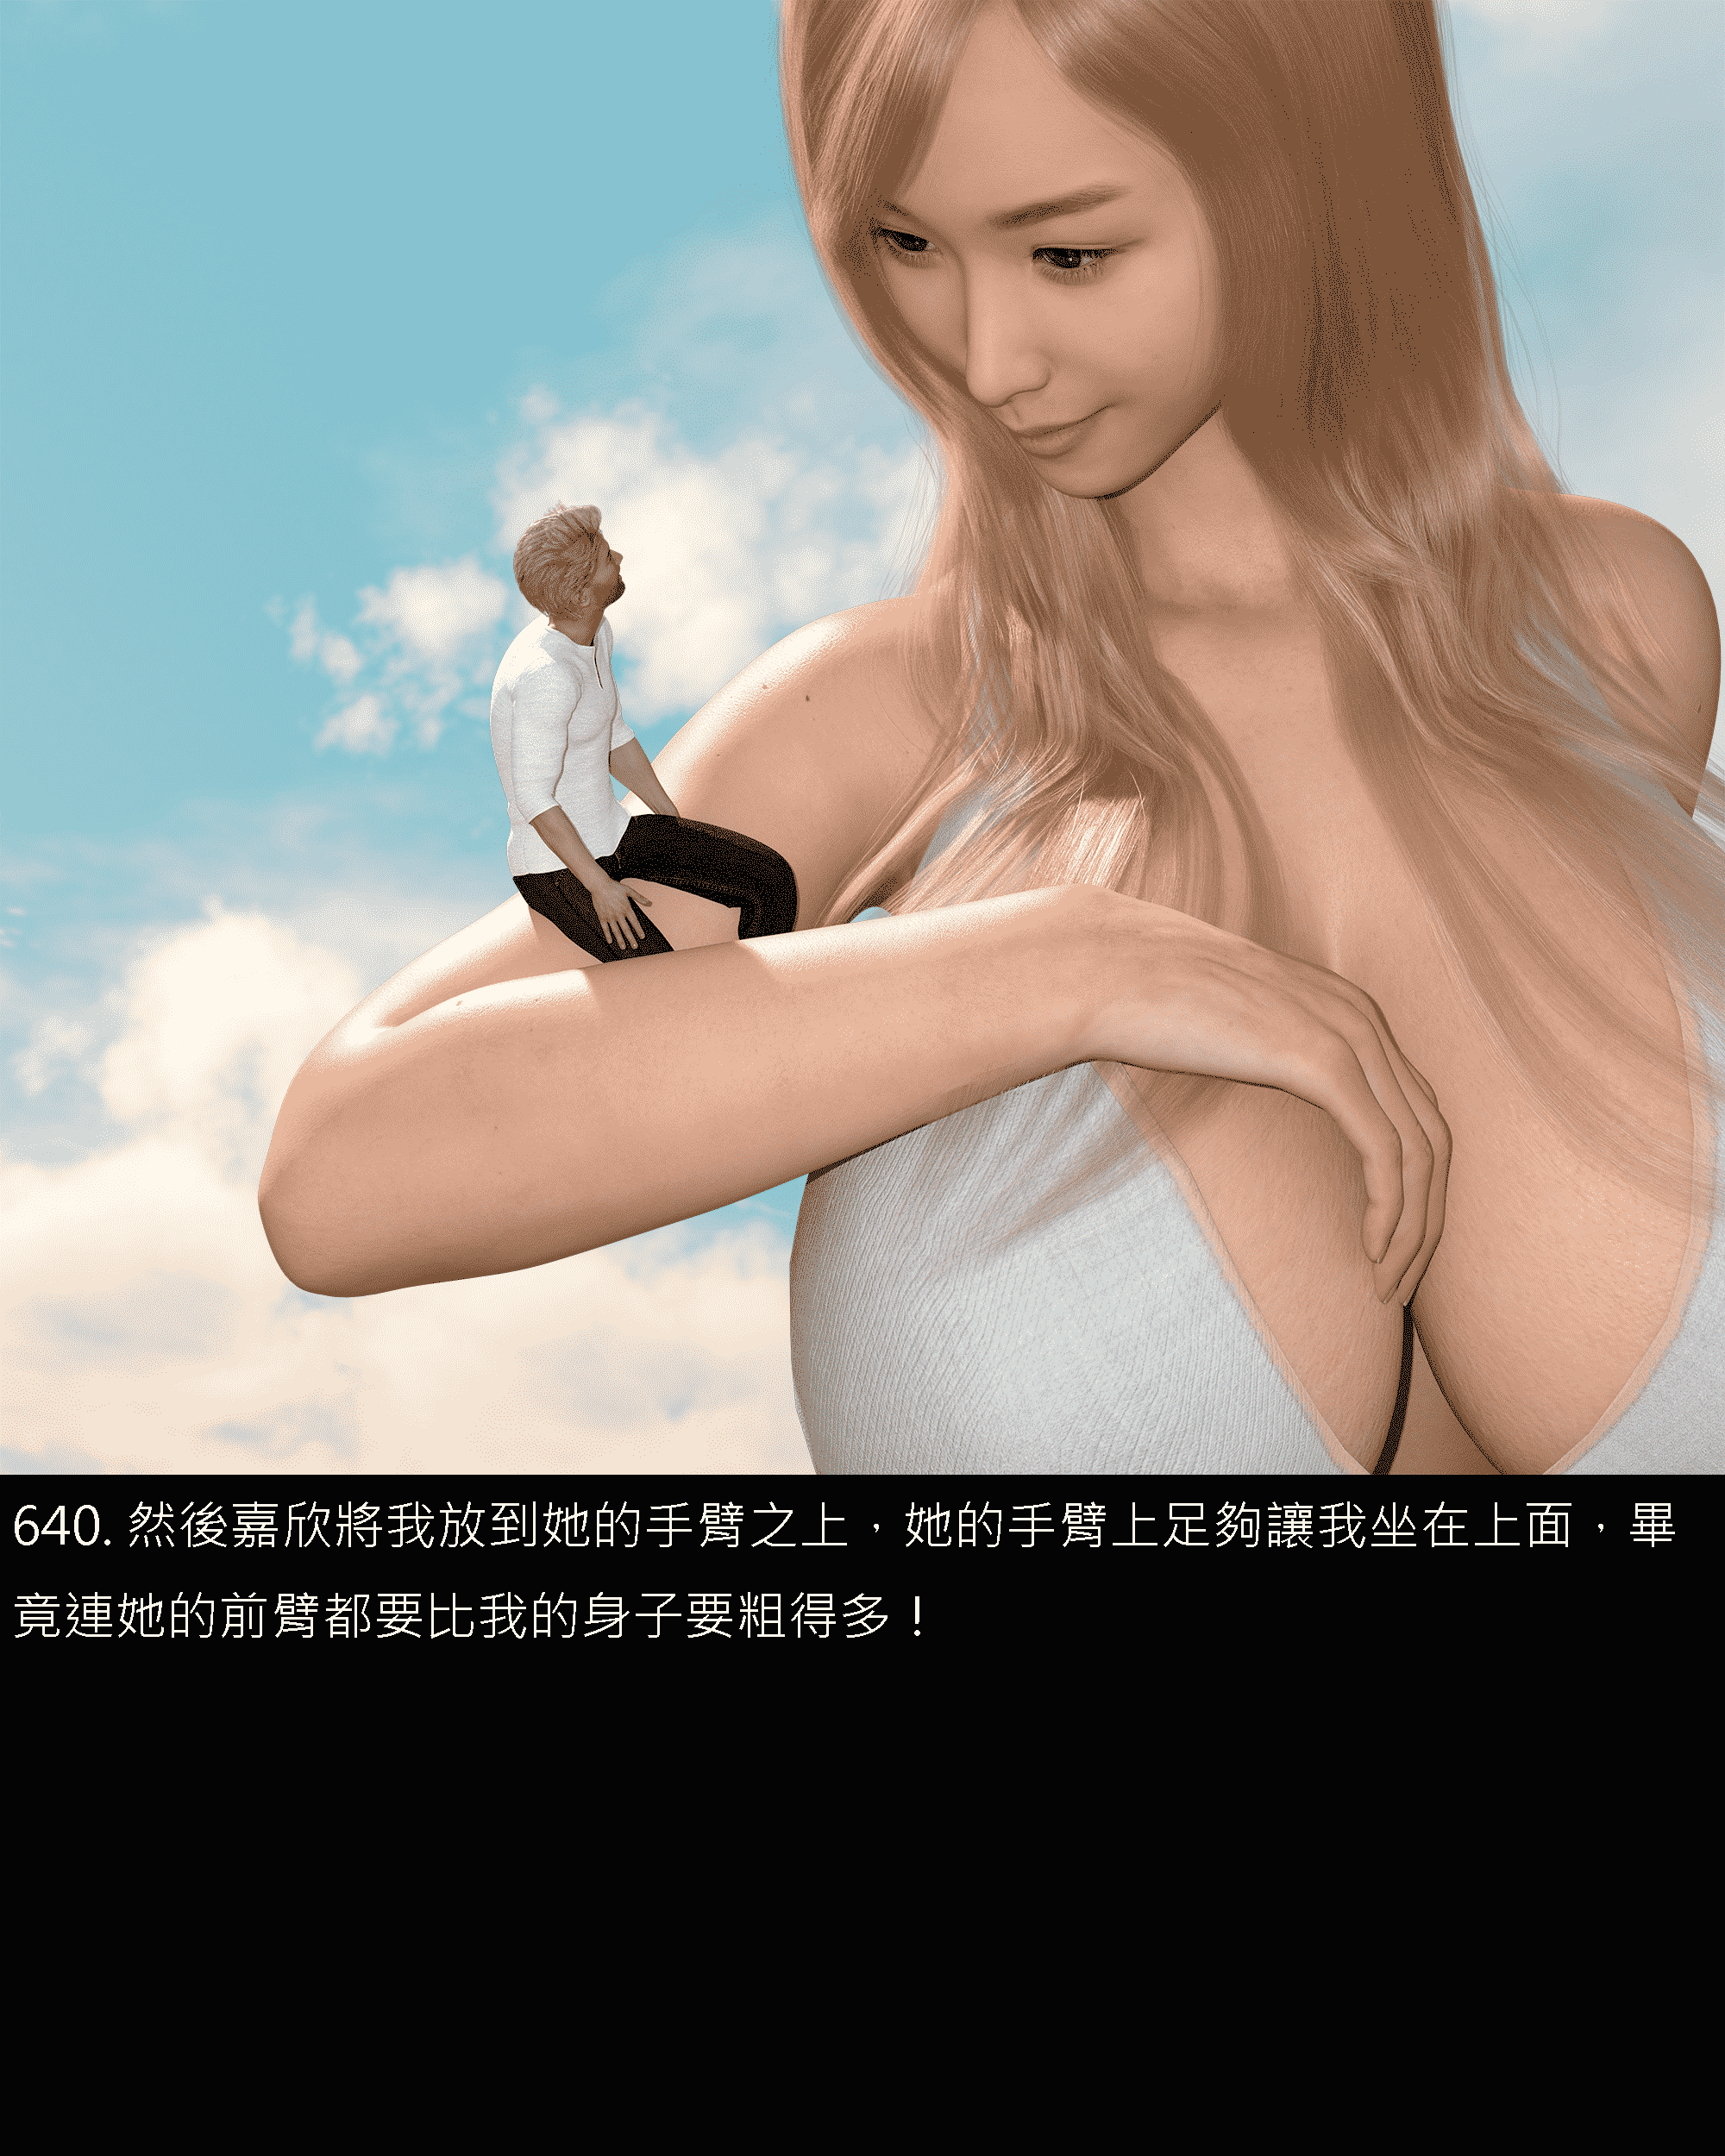 640. 然後嘉欣將我放到她的手臂之上，她的手臂上足夠讓我坐在上面，畢
竟連她的前臂都要比我的身子要粗得多！